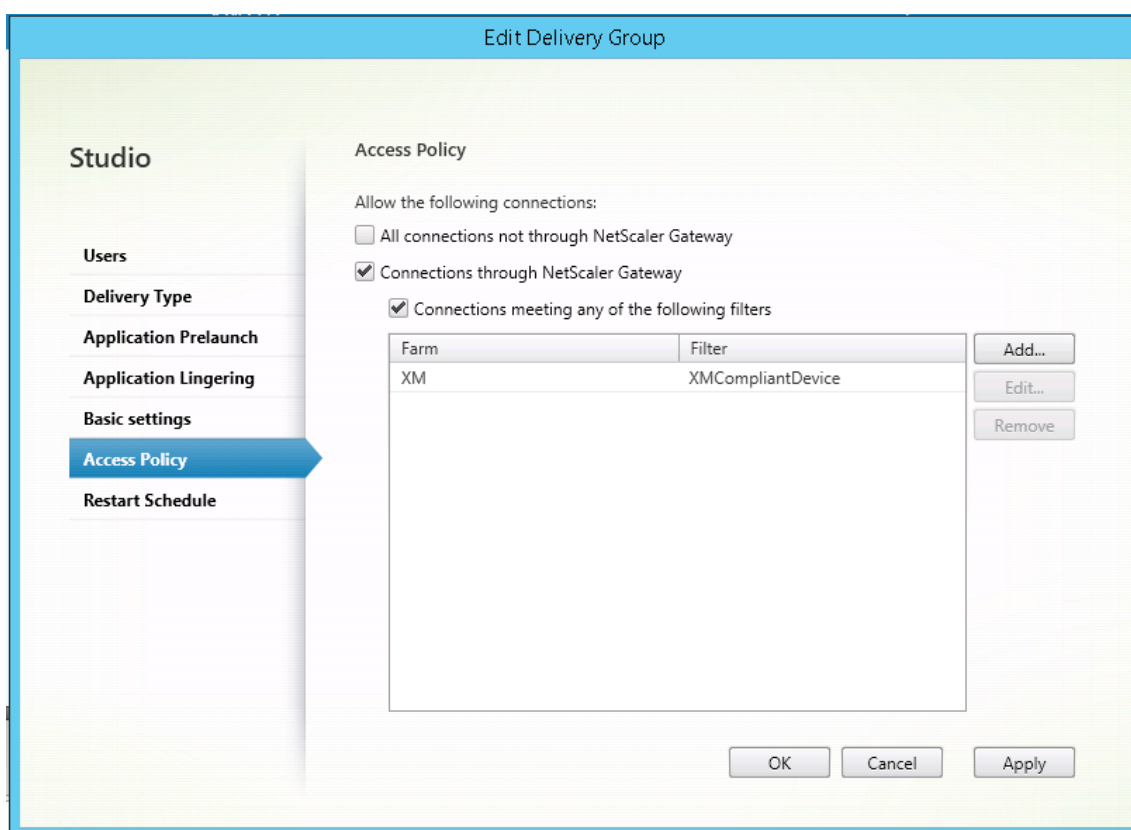 Edit Delivery Group
Studio
Users
Delivery Type
Application Prelaunch
Application Lingering
Basic settings
Access Policy
Restart Schedule
Access Policy
Allow the following connections:
All connections not through NetScaler Gateway
Connections through NetScaler Gateway
Connections meeting any of the following filters
Farm Filter
XM XMCompliantDevice
Add...
Edit...
Remove
OK Cancel Apply